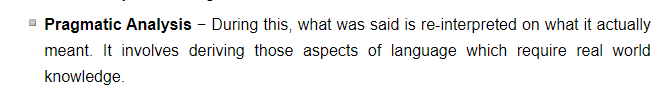 Pragmatic Analysis − During this, what was said is re-interpreted on what it actually
meant. It involves deriving those aspects of language which require real world
knowledge.